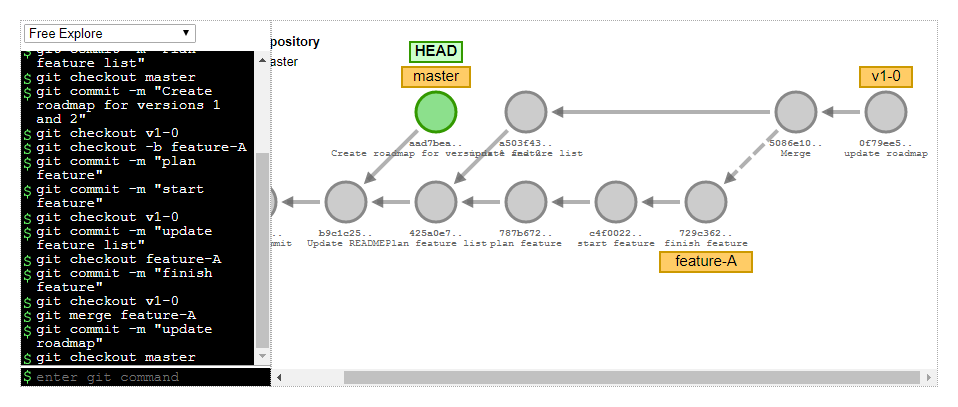 Free Explore
$ git commit -m "Plan
feature list"
$ git checkout master
$ git commit -m "Create
roadmap for versions 1
and 2"
$ git checkout v1-0
$ git checkout -b feature-A
$ git commit -m "plan
feature"
$ git commit -m "start
feature"
$ git checkout v1-0
$ git commit -m "update
feature list"
$ git checkout feature-A
$ git commit -m "finish
feature"
$ git checkout v1-0
$ git merge feature-A
$ git commit -m "update
roadmap"
$ git checkout master
$ enter git command
pository
aster
HEAD
master
v1-0
aad7bea..
a503f43..
5086e10..
0f79ee5..
Create roadmap for versions 1 and 2
update feature list
Merge
update roadmap
..
b9c1c25..
425a0e7..
787b672..
c4f0022..
729c362..
mmit
Update README
Plan feature list
plan feature
start feature
finish feature
feature-A